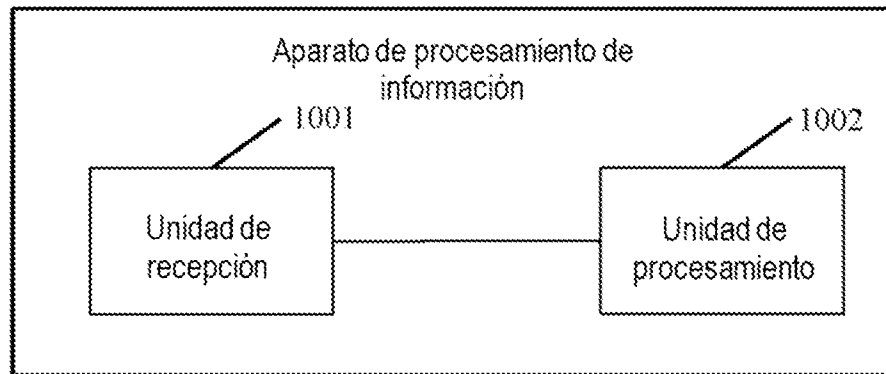 Aparato de procesamiento de
información
1001
1002
Unidad de
recepción
Unidad de
procesamiento